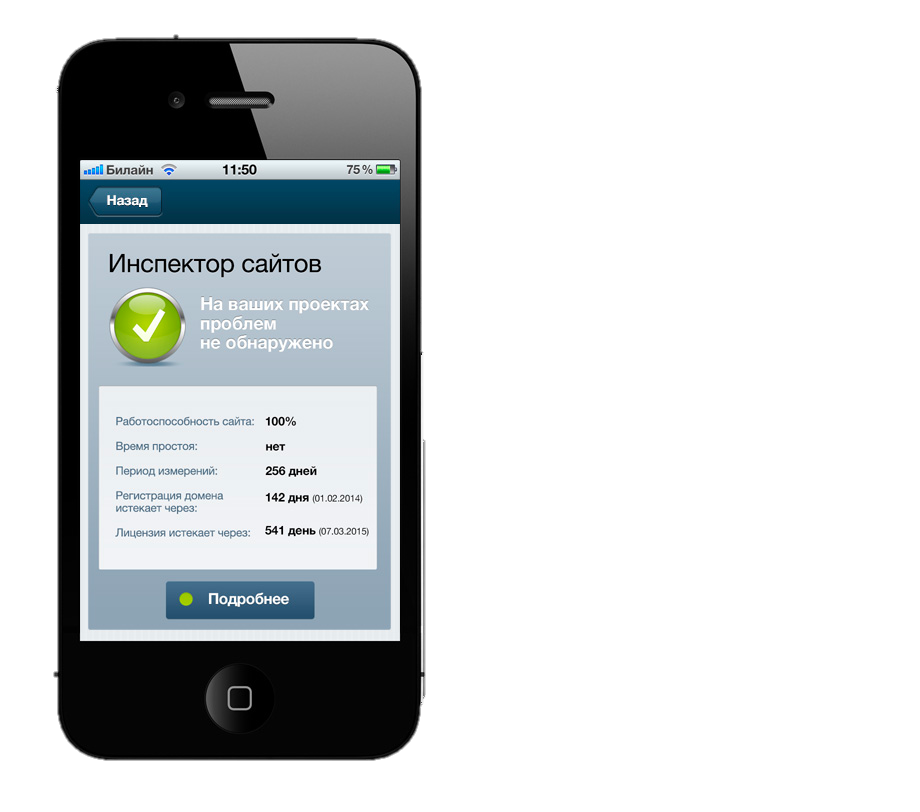 Билайн 11:50 75 %
Назад
Инспектор сайтов
На ваших проектах
проблем
не обнаружено
Работоспособность сайта: 100%
Время простоя: нет
Период измерений: 256 дней
Регистрация домена
истекает через: 142 дня (01.02.2014)
Лицензия истекает через: 541 день (07.03.2015)
Подробнее